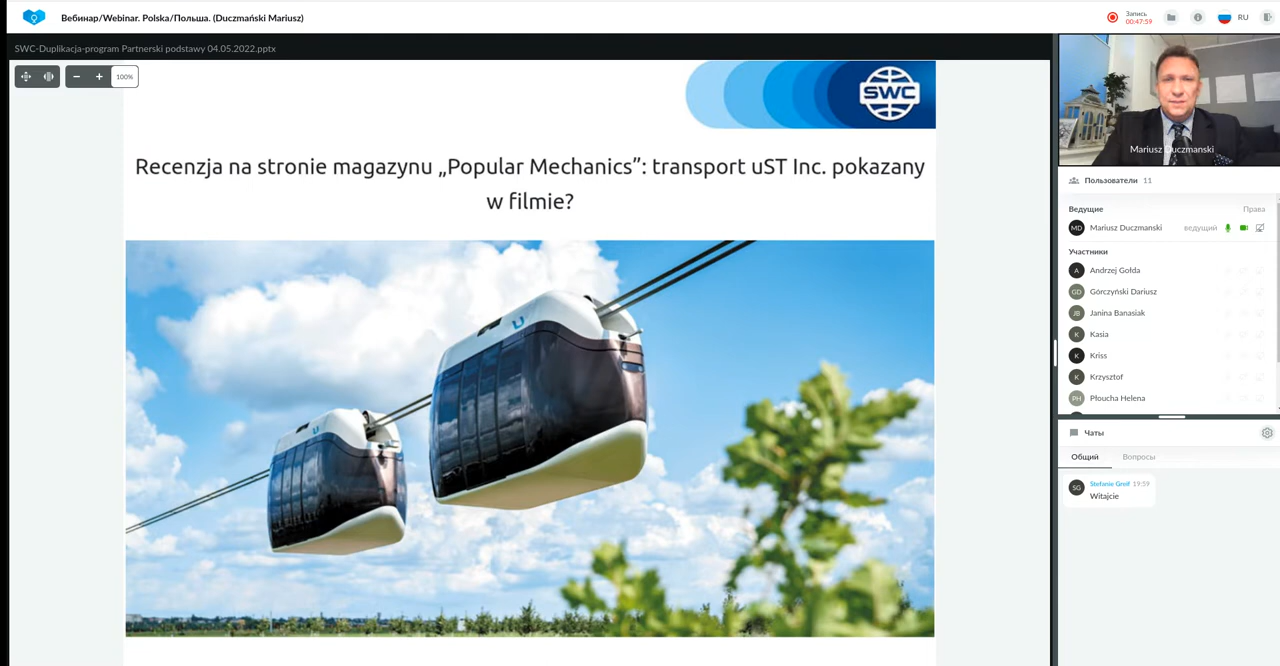 Вебинар/Webinar. Polska/Польша. (Duczmański Mariusz)
Запись
00:47:59
RU
SWC-Duplikacja-program Partnerski podstawy 04.05.2022.pptx
100%
SWC
Recenzja na stronie magazynu „Popular Mechanics”: transport uST Inc. pokazany
w filmie?
Mariusz Duczmanski
Пользователи 11
Ведущие Права
MD Mariusz Duczmanski ведущий
Участники
A Andrzej Gołda
GD Górczyński Dariusz
JB Janina Banasiak
K Kasia
K Kriss
K Krzysztof
PH Płoucha Helena
Чаты
Общий Вопросы
SG Stefanie Greif 19:59
Witajcie